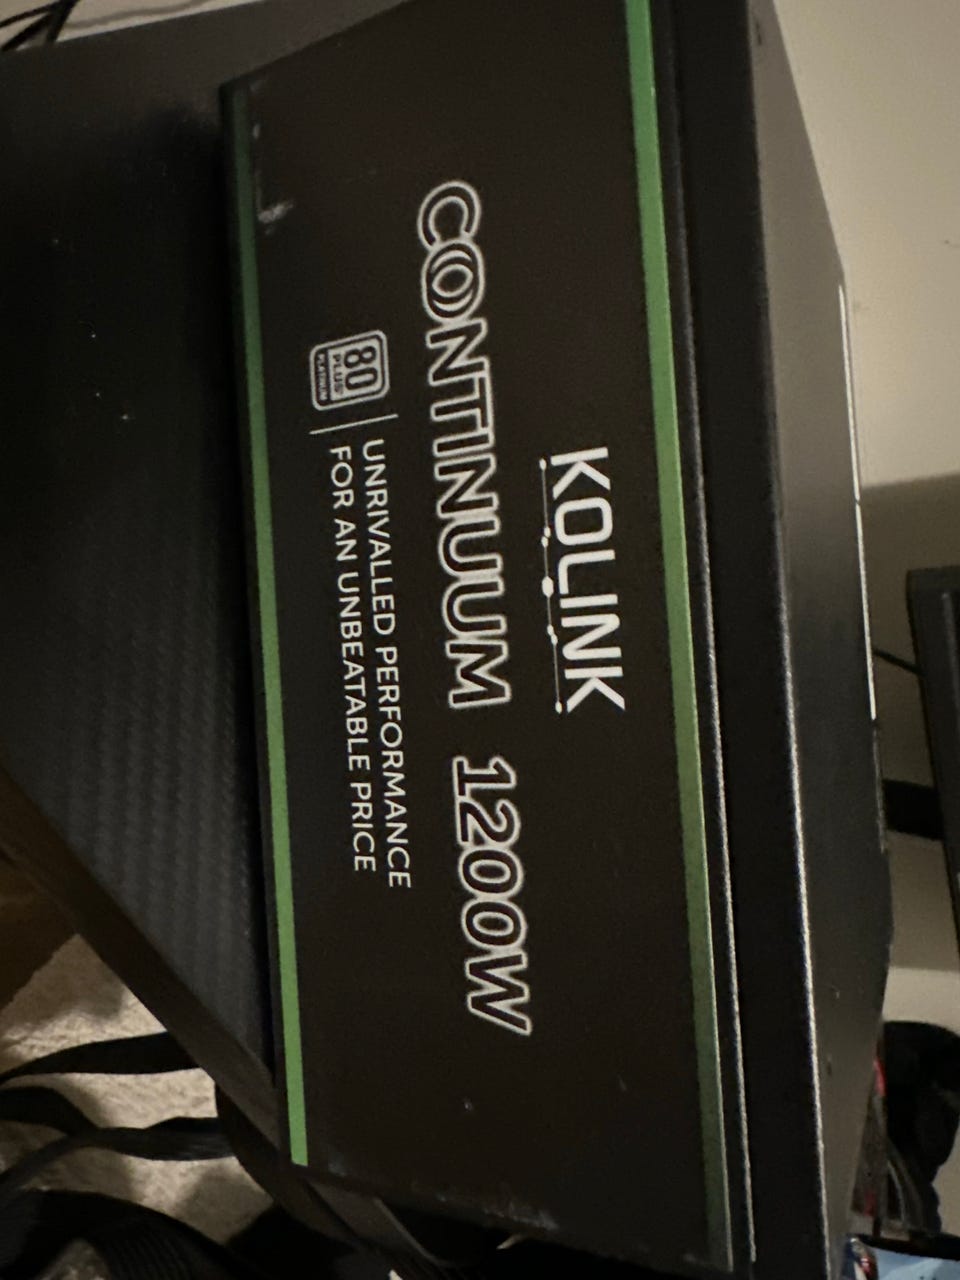 KOLINK
CONTINUUM 1200W
80
PLUS
PLATINUM
UNRIVALLED PERFORMANCE
FOR AN UNBEATABLE PRICE